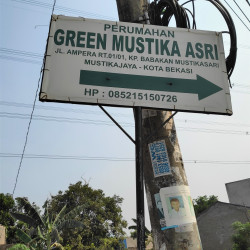 PERUMAHAN
GREEN MUSTIKA ASRI
JL. AMPERA RT.01/01, KP. BABAKAN MUSTIKASARI
MUSTIKAJAYA - KOTA BEKASI
HP : 085215150726